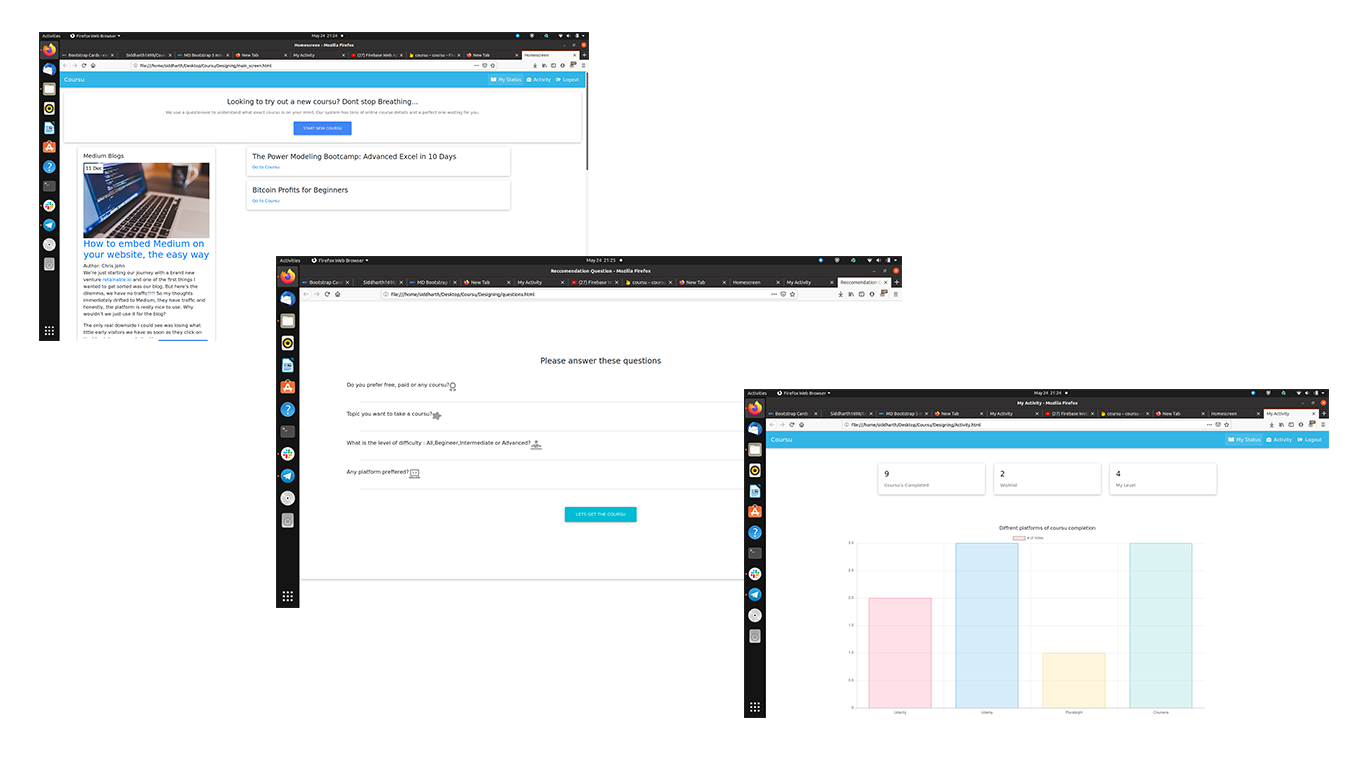 Activities Firefox Web Browser May 24 21:24
Homescreen - Mozilla Firefox
Bootstrap Cards - ex Siddharth1698/Coursu MD Bootstrap 5 min New Tab My Activity (27) Firebase Web A coursu – coursu – Fir New Tab Homescreen
file:///home/siddharth/Desktop/Coursu/Designing/main_screen.html
Coursu My Status Activity Logout
Looking to try out a new coursu? Dont stop Breathing...
We use a questionere to understand what exact coursu is on your mind. Our system has tens of online course details and a perfect one waiting for you.
START NEW COURSU
Medium Blogs
11 Dec
How to embed Medium on
your website, the easy way
Author: Chris John
We're just starting our journey with a brand new
venture retainable.io and one of the first things I
wanted to get sorted was our blog. But here's the
dilemma, we have no traffic!!!! So my thoughts
immediately drifted to Medium, they have traffic and
honestly, the platform is really nice to use. Why
wouldn't we just use it for the blog?
The only real downside I could see was losing what
little early visitors we have as soon as they click on
The Power Modeling Bootcamp: Advanced Excel in 10 Days
Go to Coursu
Bitcoin Profits for Beginners
Go to Coursu
Activities Firefox Web Browser May 24 21:25
Reccomendation Question - Mozilla Firefox
Bootstrap Card Siddharth1698 MD Bootstrap New Tab My Activity (27) Firebase W coursu – coursu New Tab Homescreen My Activity Reccomendation Q
file:///home/siddharth/Desktop/Coursu/Designing/questions.html
Please answer these questions
Do you prefer free, paid or any coursu?
Topic you want to take a coursu?
What is the level of difficulty : All,Begineer,Intermediate or Advanced?
Any platform preffered?
LETS GET THE COURSU
Activities Firefox Web Browser May 24 21:24
My Activity - Mozilla Firefox
Bootstrap Cards Siddharth1698/C MD Bootstrap 5 New Tab My Activity (27) Firebase Web coursu – coursu New Tab Homescreen My Activity
file:///home/siddharth/Desktop/Coursu/Designing/Activity.html
Coursu My Status Activity Logout
9 2 4
Coursu's Completed Wishlist My Level
Diffrent platforms of coursu completion
# of Votes
3.0
2.5
2.0
1.5
1.0
0.5
0
Udacity Udemy Pluralsight Coursera